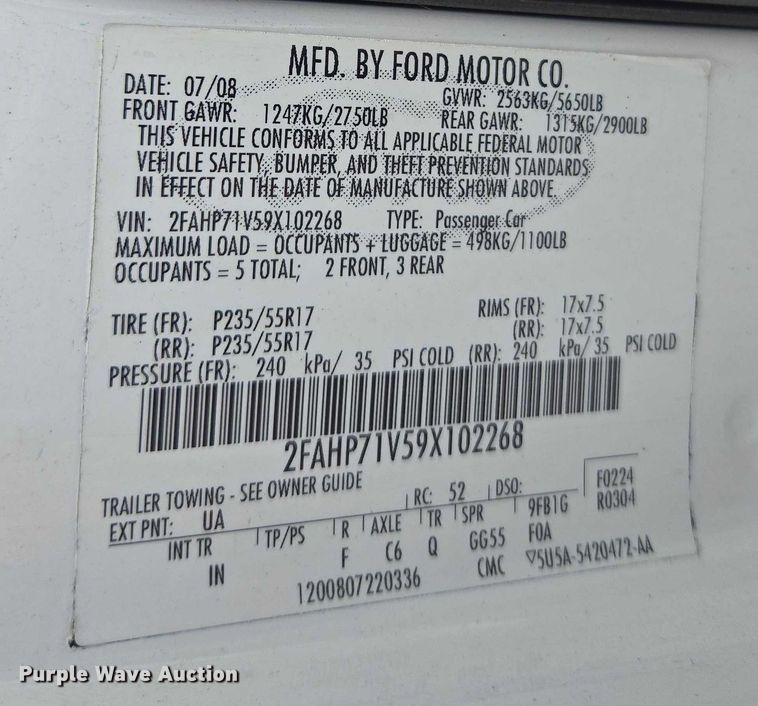 MFD. BY FORD MOTOR CO.
DATE: 07/08 GVWR: 2563KG/5650LB
FRONT GAWR: 1247KG/2750LB REAR GAWR: 1315KG/2900LB
THIS VEHICLE CONFORMS TO ALL APPLICABLE FEDERAL MOTOR
VEHICLE SAFETY, BUMPER, AND THEFT PREVENTION STANDARDS
IN EFFECT ON THE DATE OF MANUFACTURE SHOWN ABOVE.
VIN: 2FAHP71V59X102268 TYPE: Passenger Car
MAXIMUM LOAD = OCCUPANTS + LUGGAGE = 498KG/1100LB
OCCUPANTS = 5 TOTAL; 2 FRONT, 3 REAR
TIRE (FR): P235/55R17 RIMS (FR): 17x7.5
(RR): P235/55R17 (RR): 17x7.5
PRESSURE (FR): 240 kPa/ 35 PSI COLD (RR): 240 kPa/ 35 PSI COLD
2FAHP71V59X102268
TRAILER TOWING - SEE OWNER GUIDE
EXT PNT: UA RC: 52 DSO: F0224
INT TR TP/PS R AXLE TR SPR 9FB1G R0304
IN F C6 Q GG55 F0A
1200807220336 CMC ▽5U5A-5420472-AA
Purple Wave Auction